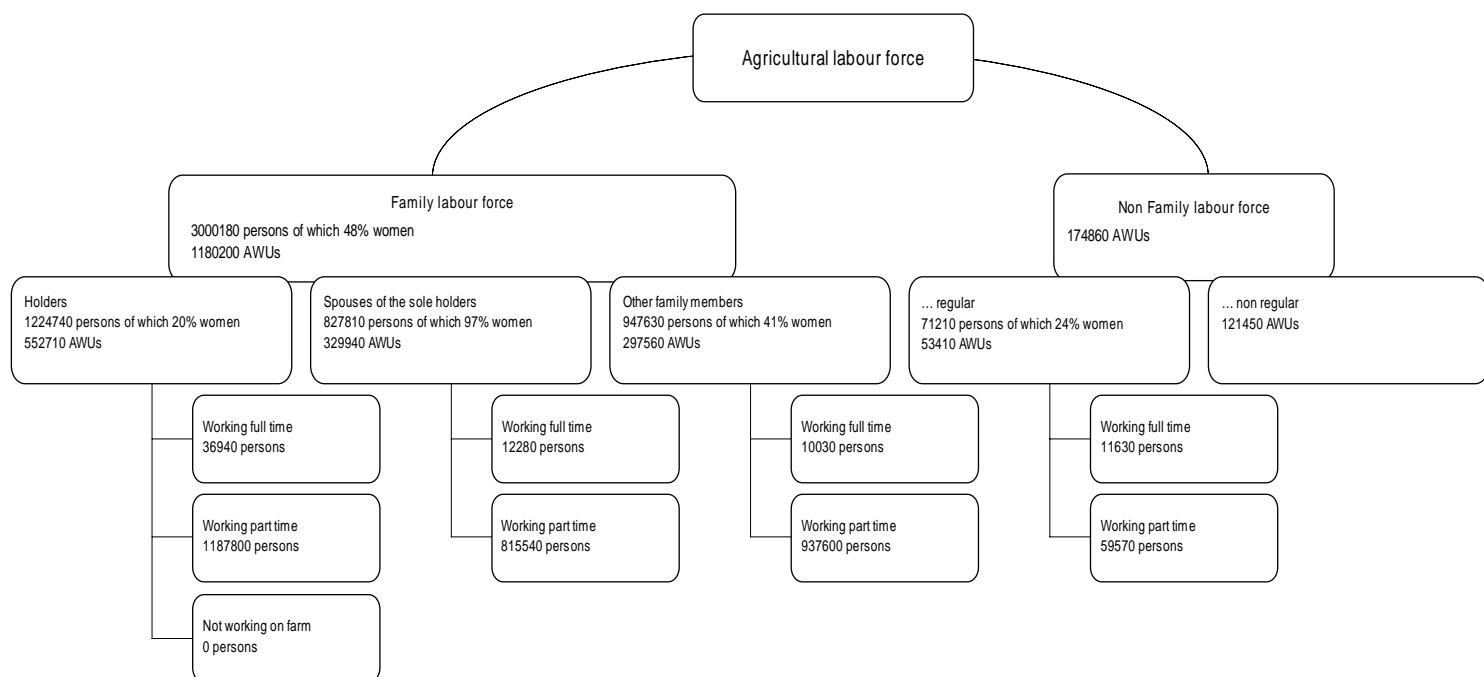 Agricultural labour force
Family labour force
3000180 persons of which 48% women
1180200 AWUs
Non Family labour force
174860 AWUs
Holders
1224740 persons of which 20% women
552710 AWUs
Spouses of the sole holders
827810 persons of which 97% women
329940 AWUs
Other family members
947630 persons of which 41% women
297560 AWUs
... regular
71210 persons of which 24% women
53410 AWUs
... non regular
121450 AWUs
Working full time
36940 persons
Working full time
12280 persons
Working full time
10030 persons
Working full time
11630 persons
Working part time
1187800 persons
Working part time
815540 persons
Working part time
937600 persons
Working part time
59570 persons
Not working on farm
0 persons